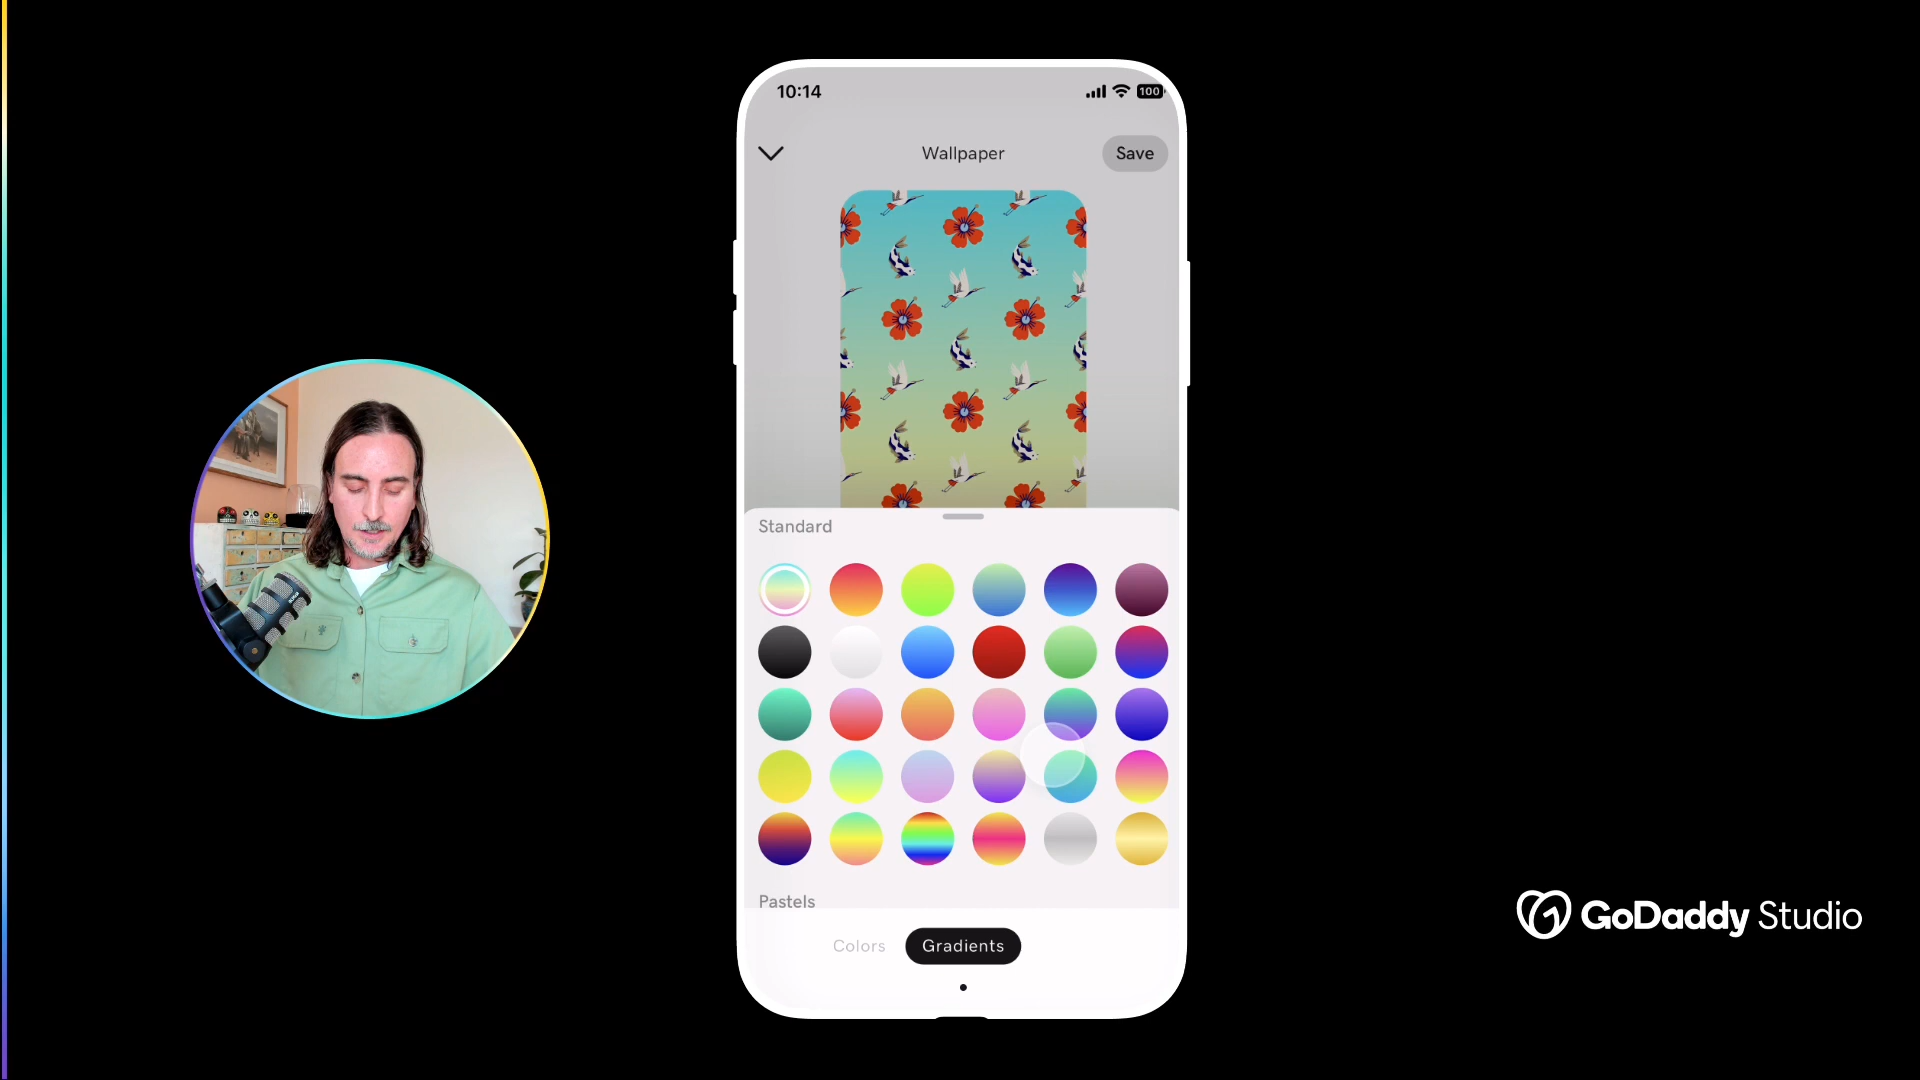 10:14
100
Wallpaper
Save
Standard
Pastels
Colors
Gradients
GoDaddy Studio